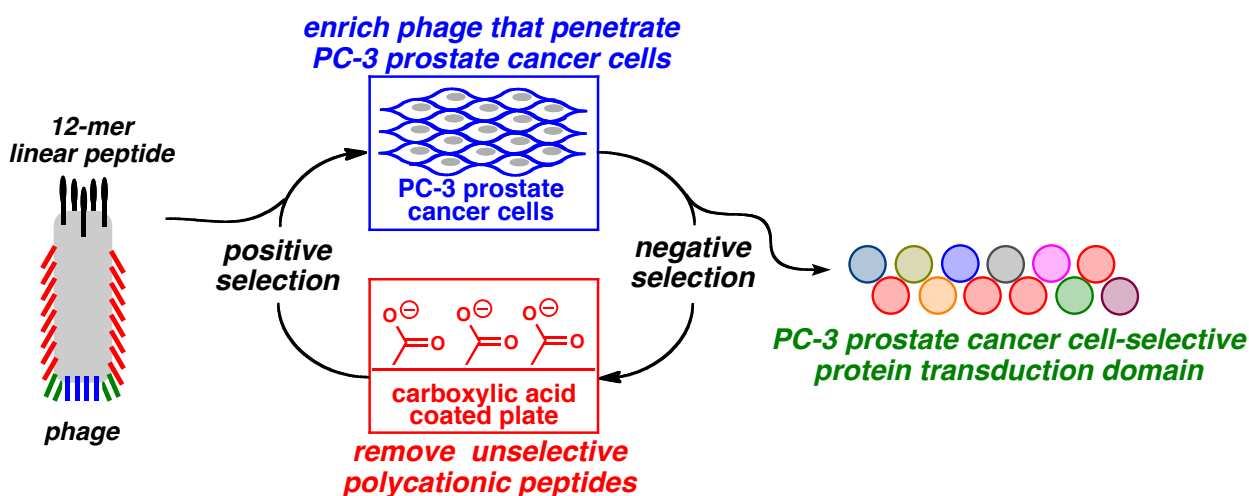 enrich phage that penetrate
PC-3 prostate cancer cells
12-mer
linear peptide
PC-3 prostate
cancer cells
positive
selection
negative
selection
O
−
O
O
−
O
O
−
O
carboxylic acid
coated plate
remove unselective
polycationic peptides
phage
PC-3 prostate cancer cell-selective
protein transduction domain